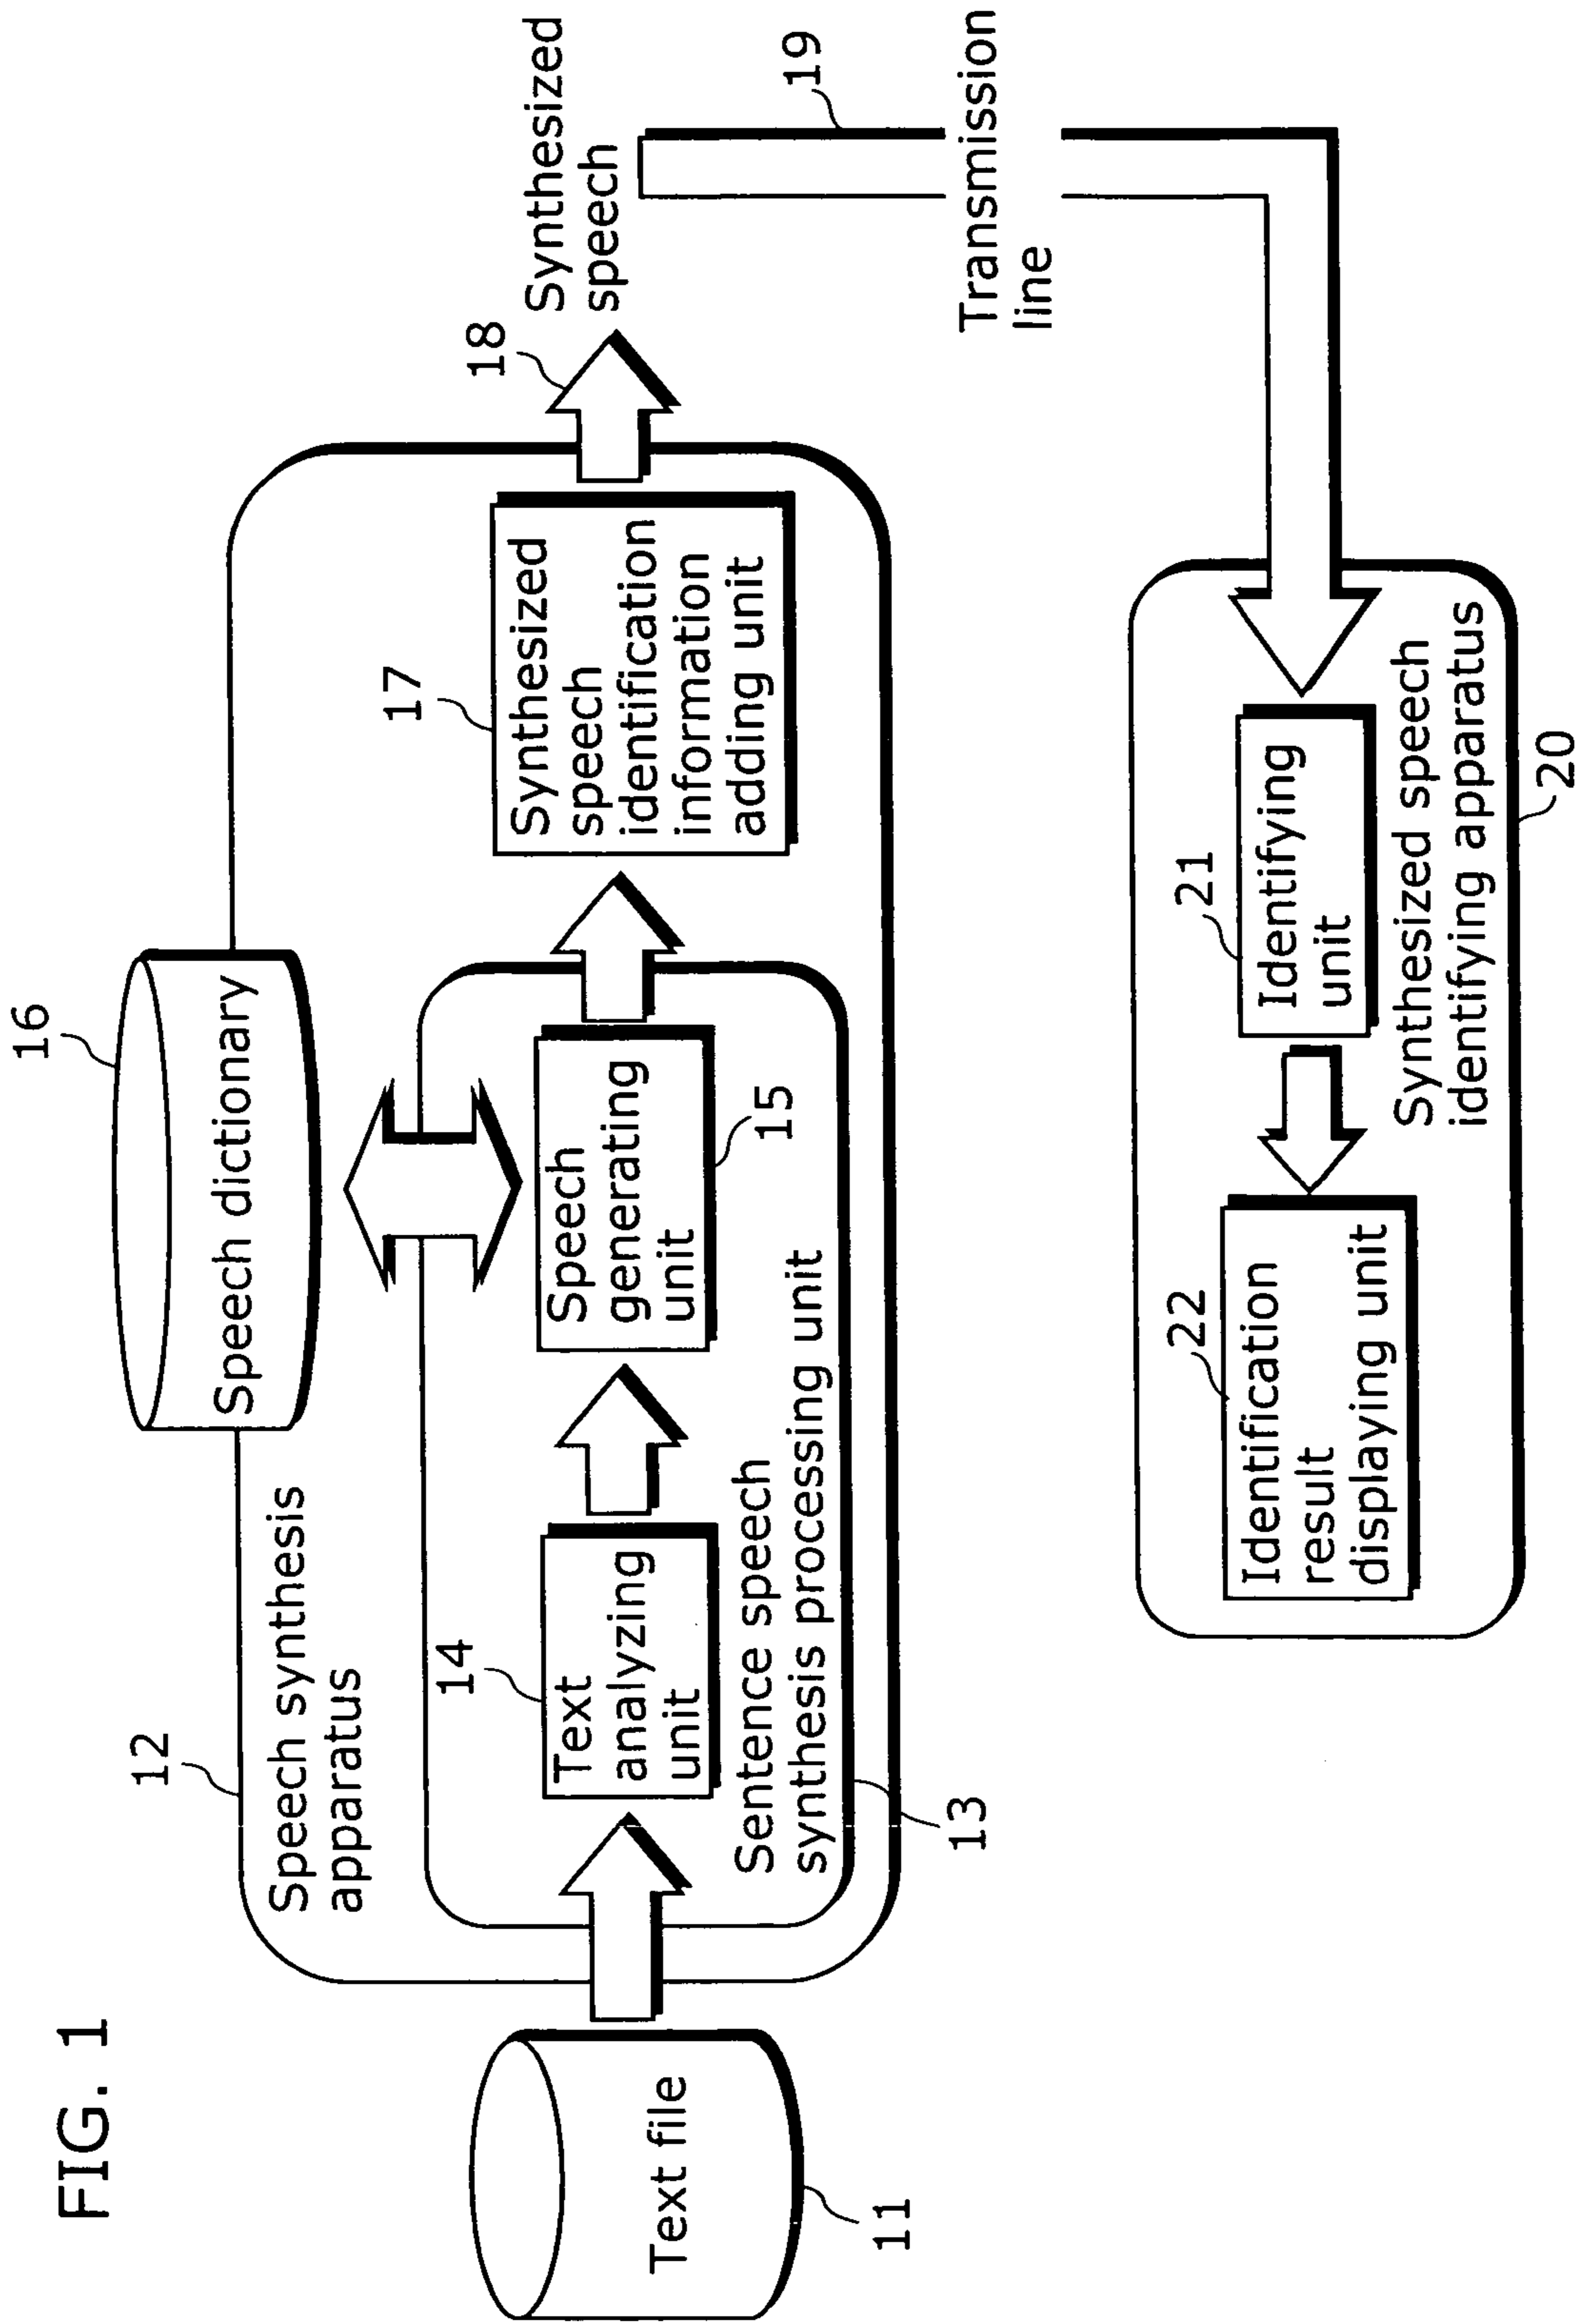 FIG. 1
11
Text file
12
Speech synthesis
apparatus
13
Sentence speech
synthesis processing unit
14
Text
analyzing
unit
15
Speech
generating
unit
16
Speech dictionary
17
Synthesized
speech
identification
information
adding unit
18
Synthesized
speech
19
Transmission
line
20
Synthesized speech
identifying apparatus
21
Identifying
unit
22
Identification
result
displaying unit